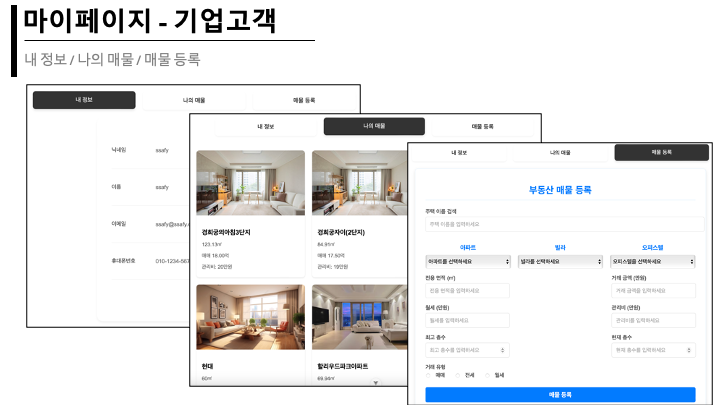 마이페이지 - 기업고객
내 정보 / 나의 매물 / 매물 등록
내 정보
나의 매물
매물 등록
닉네임
ssafy
이름
ssafy
이메일
ssafy@ssafy.c
휴대폰번호
010-1234-567
내 정보
나의 매물
매물 등록
경희궁의아침3단지
123.13㎡
매매 18.00억
관리비: 20만원
경희궁자이(2단지)
84.91㎡
매매 17.50억
관리비: 19만원
현대
60㎡
할리우드파크아파트
69.94㎡
내 정보
나의 매물
매물 등록
부동산 매물 등록
주택 이름 검색
주택 이름을 입력하세요
아파트
빌라
오피스텔
아파트를 선택하세요
빌라를 선택하세요
오피스텔을 선택하세요
전용 면적 (㎡)
거래 금액 (만원)
전용 면적을 입력하세요
거래 금액을 입력하세요
월세 (만원)
관리비 (만원)
월세를 입력하세요
관리비를 입력하세요
최고 층수
현재 층수
최고 층수를 입력하세요
현재 층수를 입력하세요
거래 유형
매매
전세
월세
매물 등록